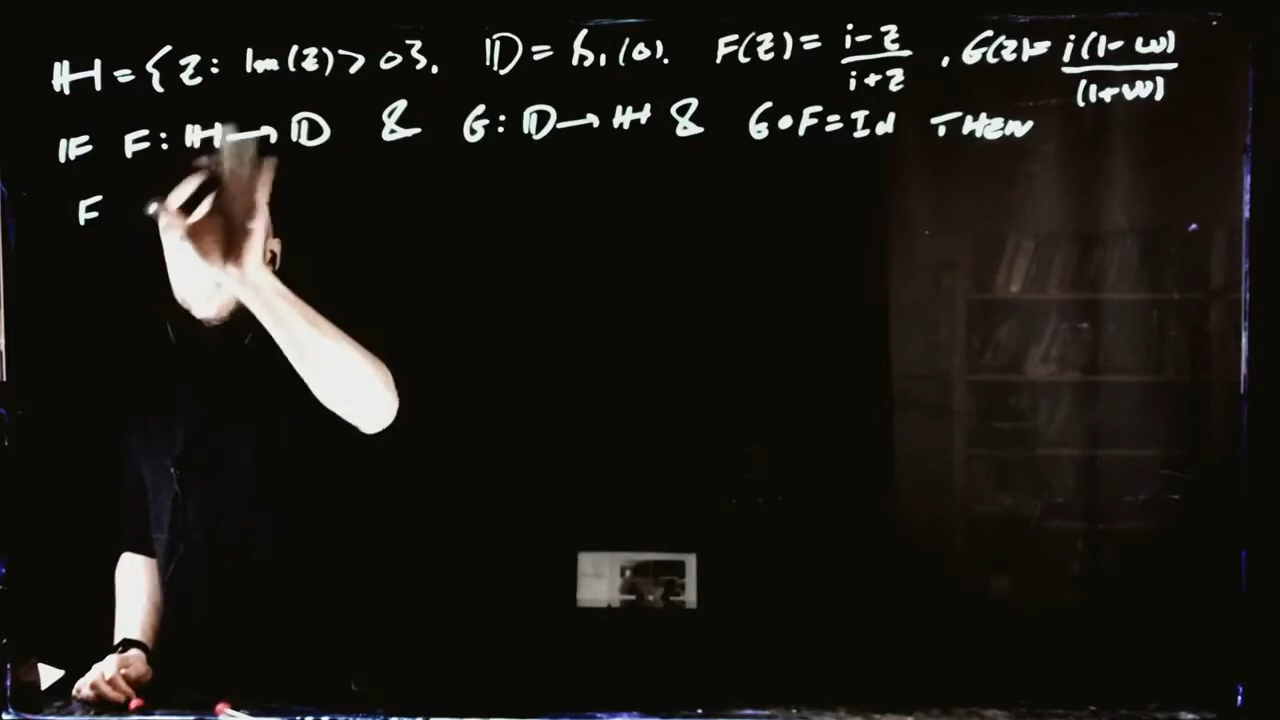 ℍ = {z: Im(z) > 0}. 𝔻 = B₁(0). F(z) = (i-z)/(i+z), G(z) = i(1-w)/(1+w)
IF F: ℍ → 𝔻 & G: 𝔻 → ℍ & G∘F = Id THEN
F